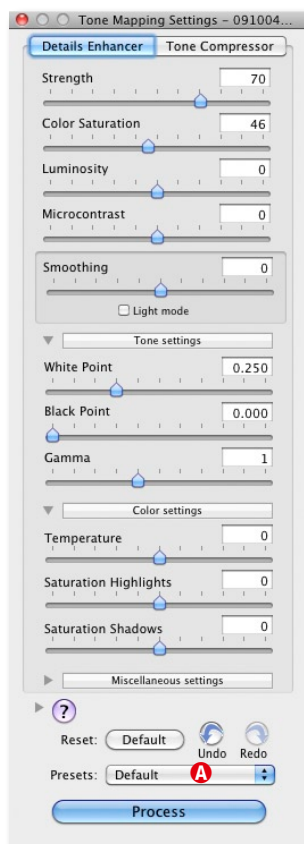 Tone Mapping Settings - 091004...
Details Enhancer Tone Compressor
Strength 70
Color Saturation 46
Luminosity 0
Microcontrast 0
Smoothing 0
Light mode
Tone settings
White Point 0.250
Black Point 0.000
Gamma 1
Color settings
Temperature 0
Saturation Highlights 0
Saturation Shadows 0
Miscellaneous settings
?
Reset: Default Undo Redo
Presets: Default A
Process